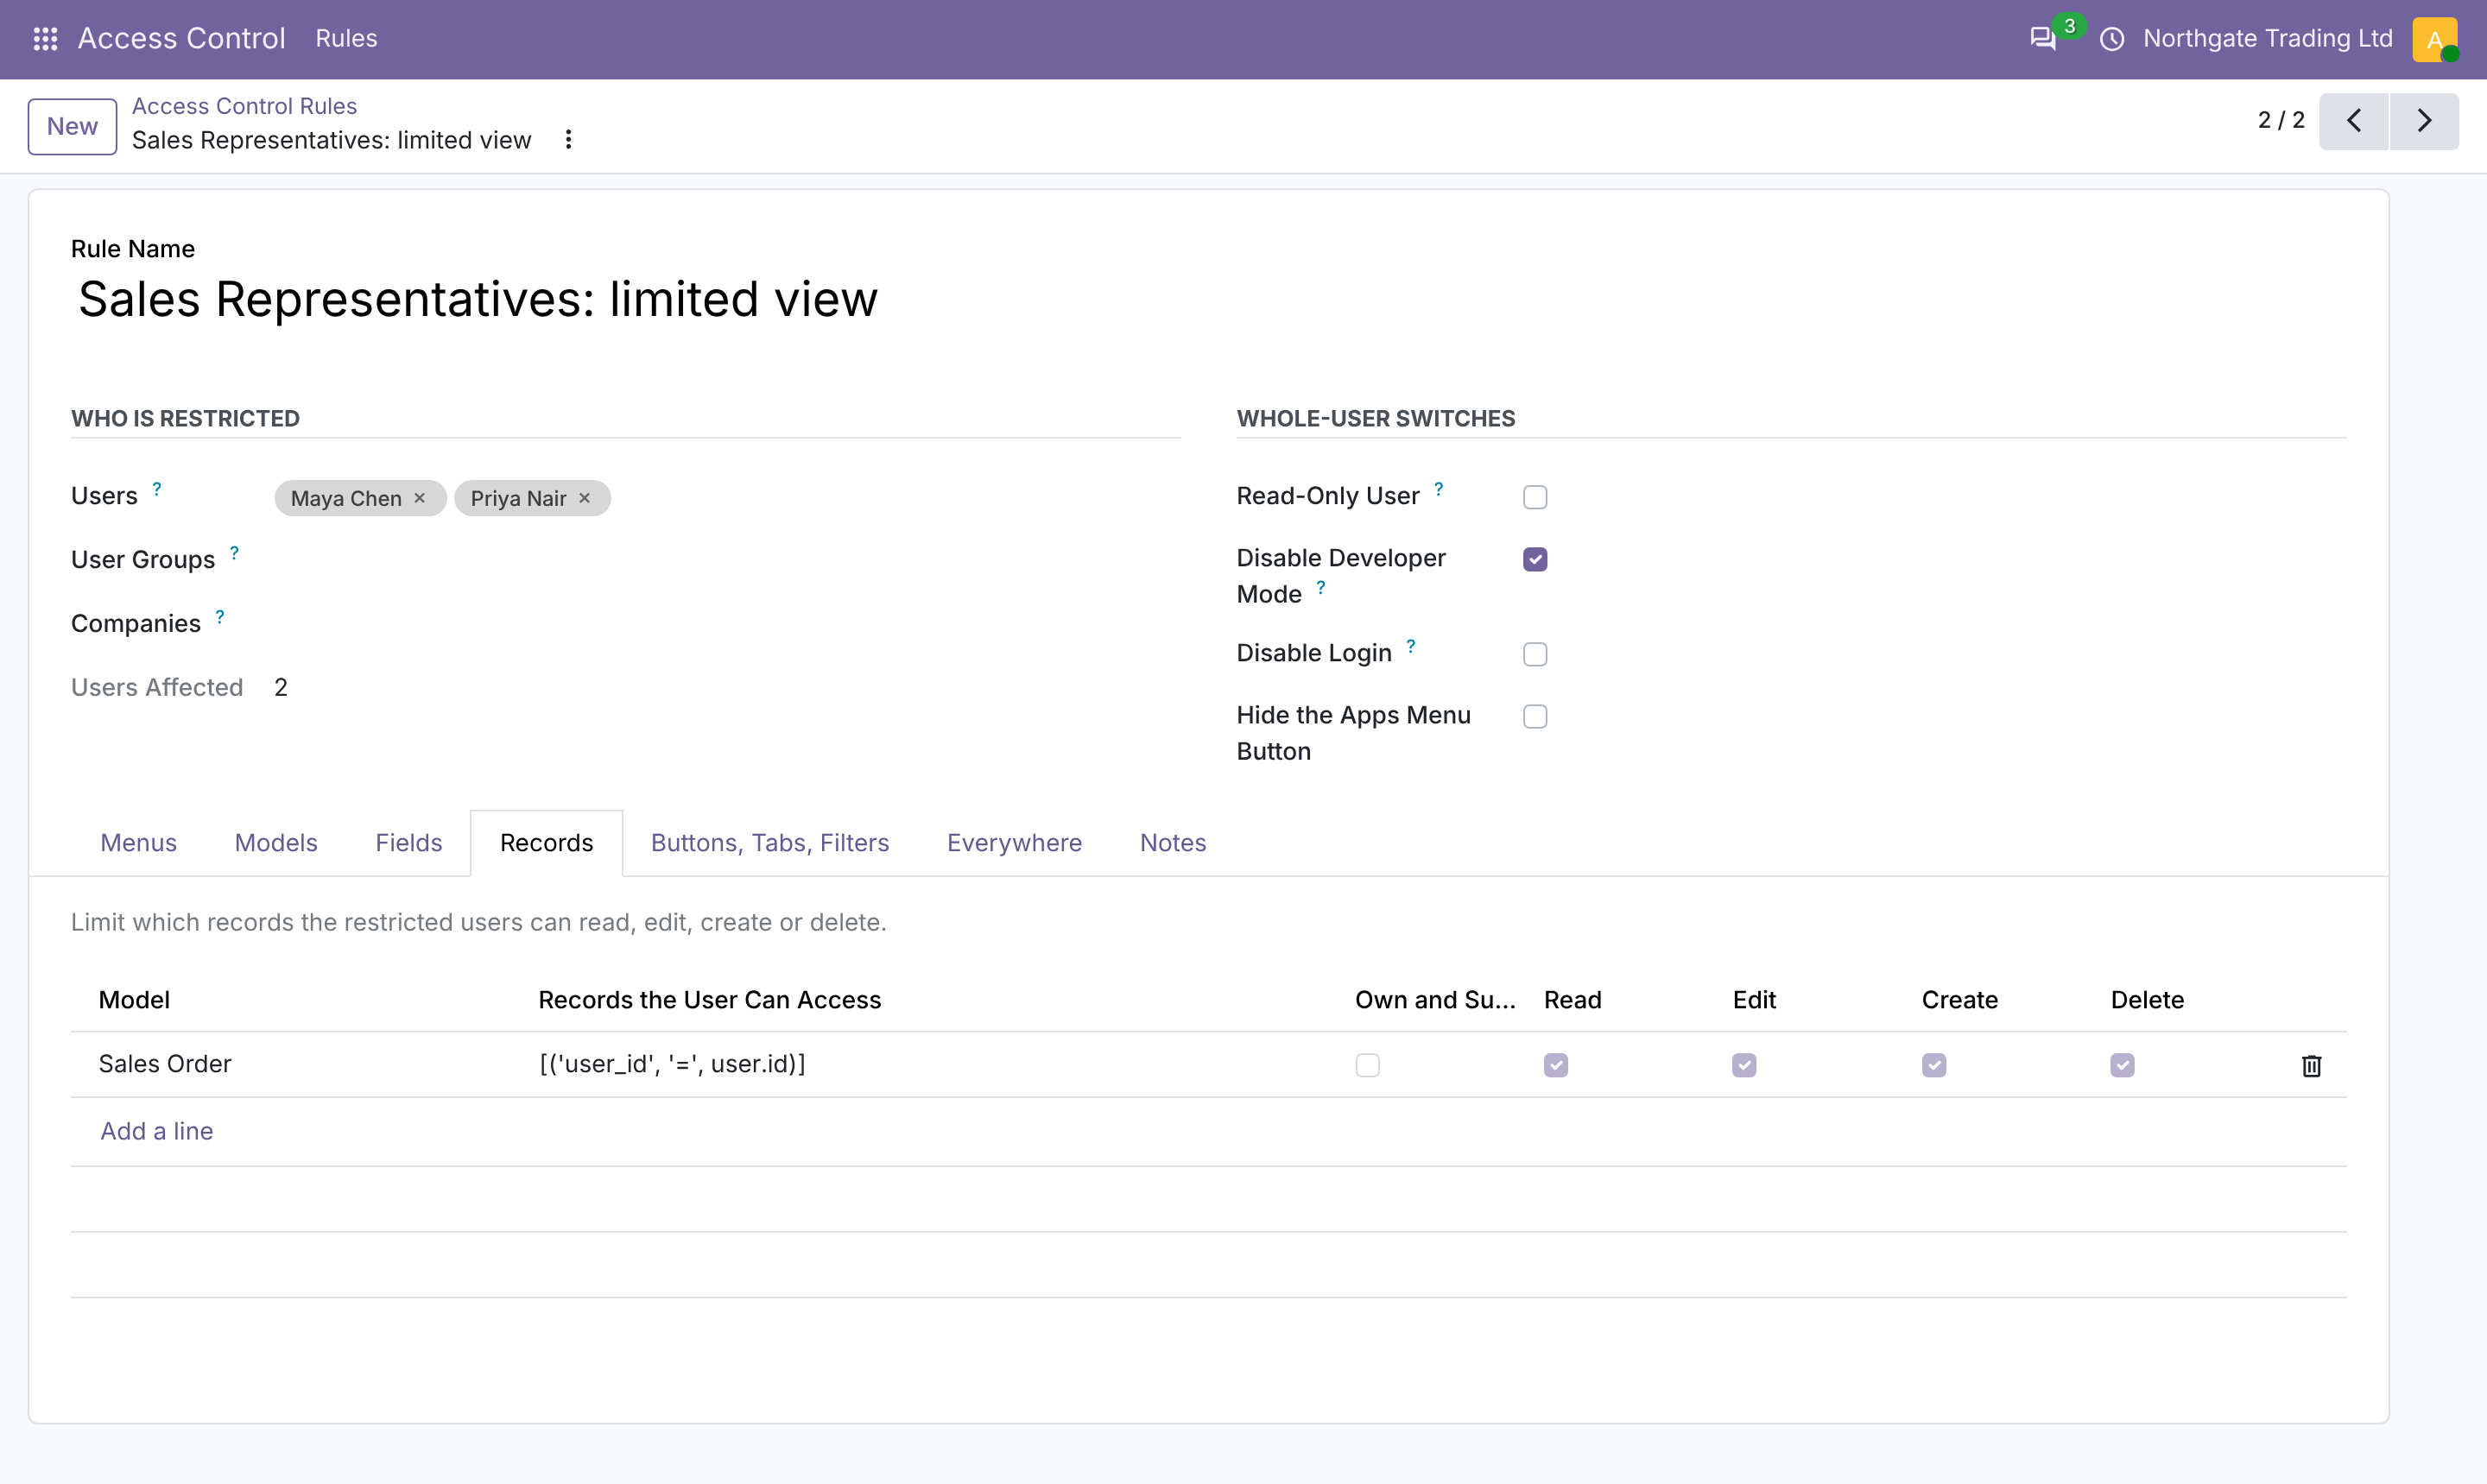 Access Control Rules 3 Northgate Trading Ltd A
New Access Control Rules 2 / 2
Sales Representatives: limited view
Rule Name
Sales Representatives: limited view
WHO IS RESTRICTED WHOLE-USER SWITCHES
Users ? Maya Chen × Priya Nair × Read-Only User ?
User Groups ? Disable Developer
Mode ?
Companies ? Disable Login ?
Users Affected 2 Hide the Apps Menu
Button
Menus Models Fields Records Buttons, Tabs, Filters Everywhere Notes
Limit which records the restricted users can read, edit, create or delete.
Model Records the User Can Access Own and Su... Read Edit Create Delete
Sales Order [('user_id', '=', user.id)]
Add a line